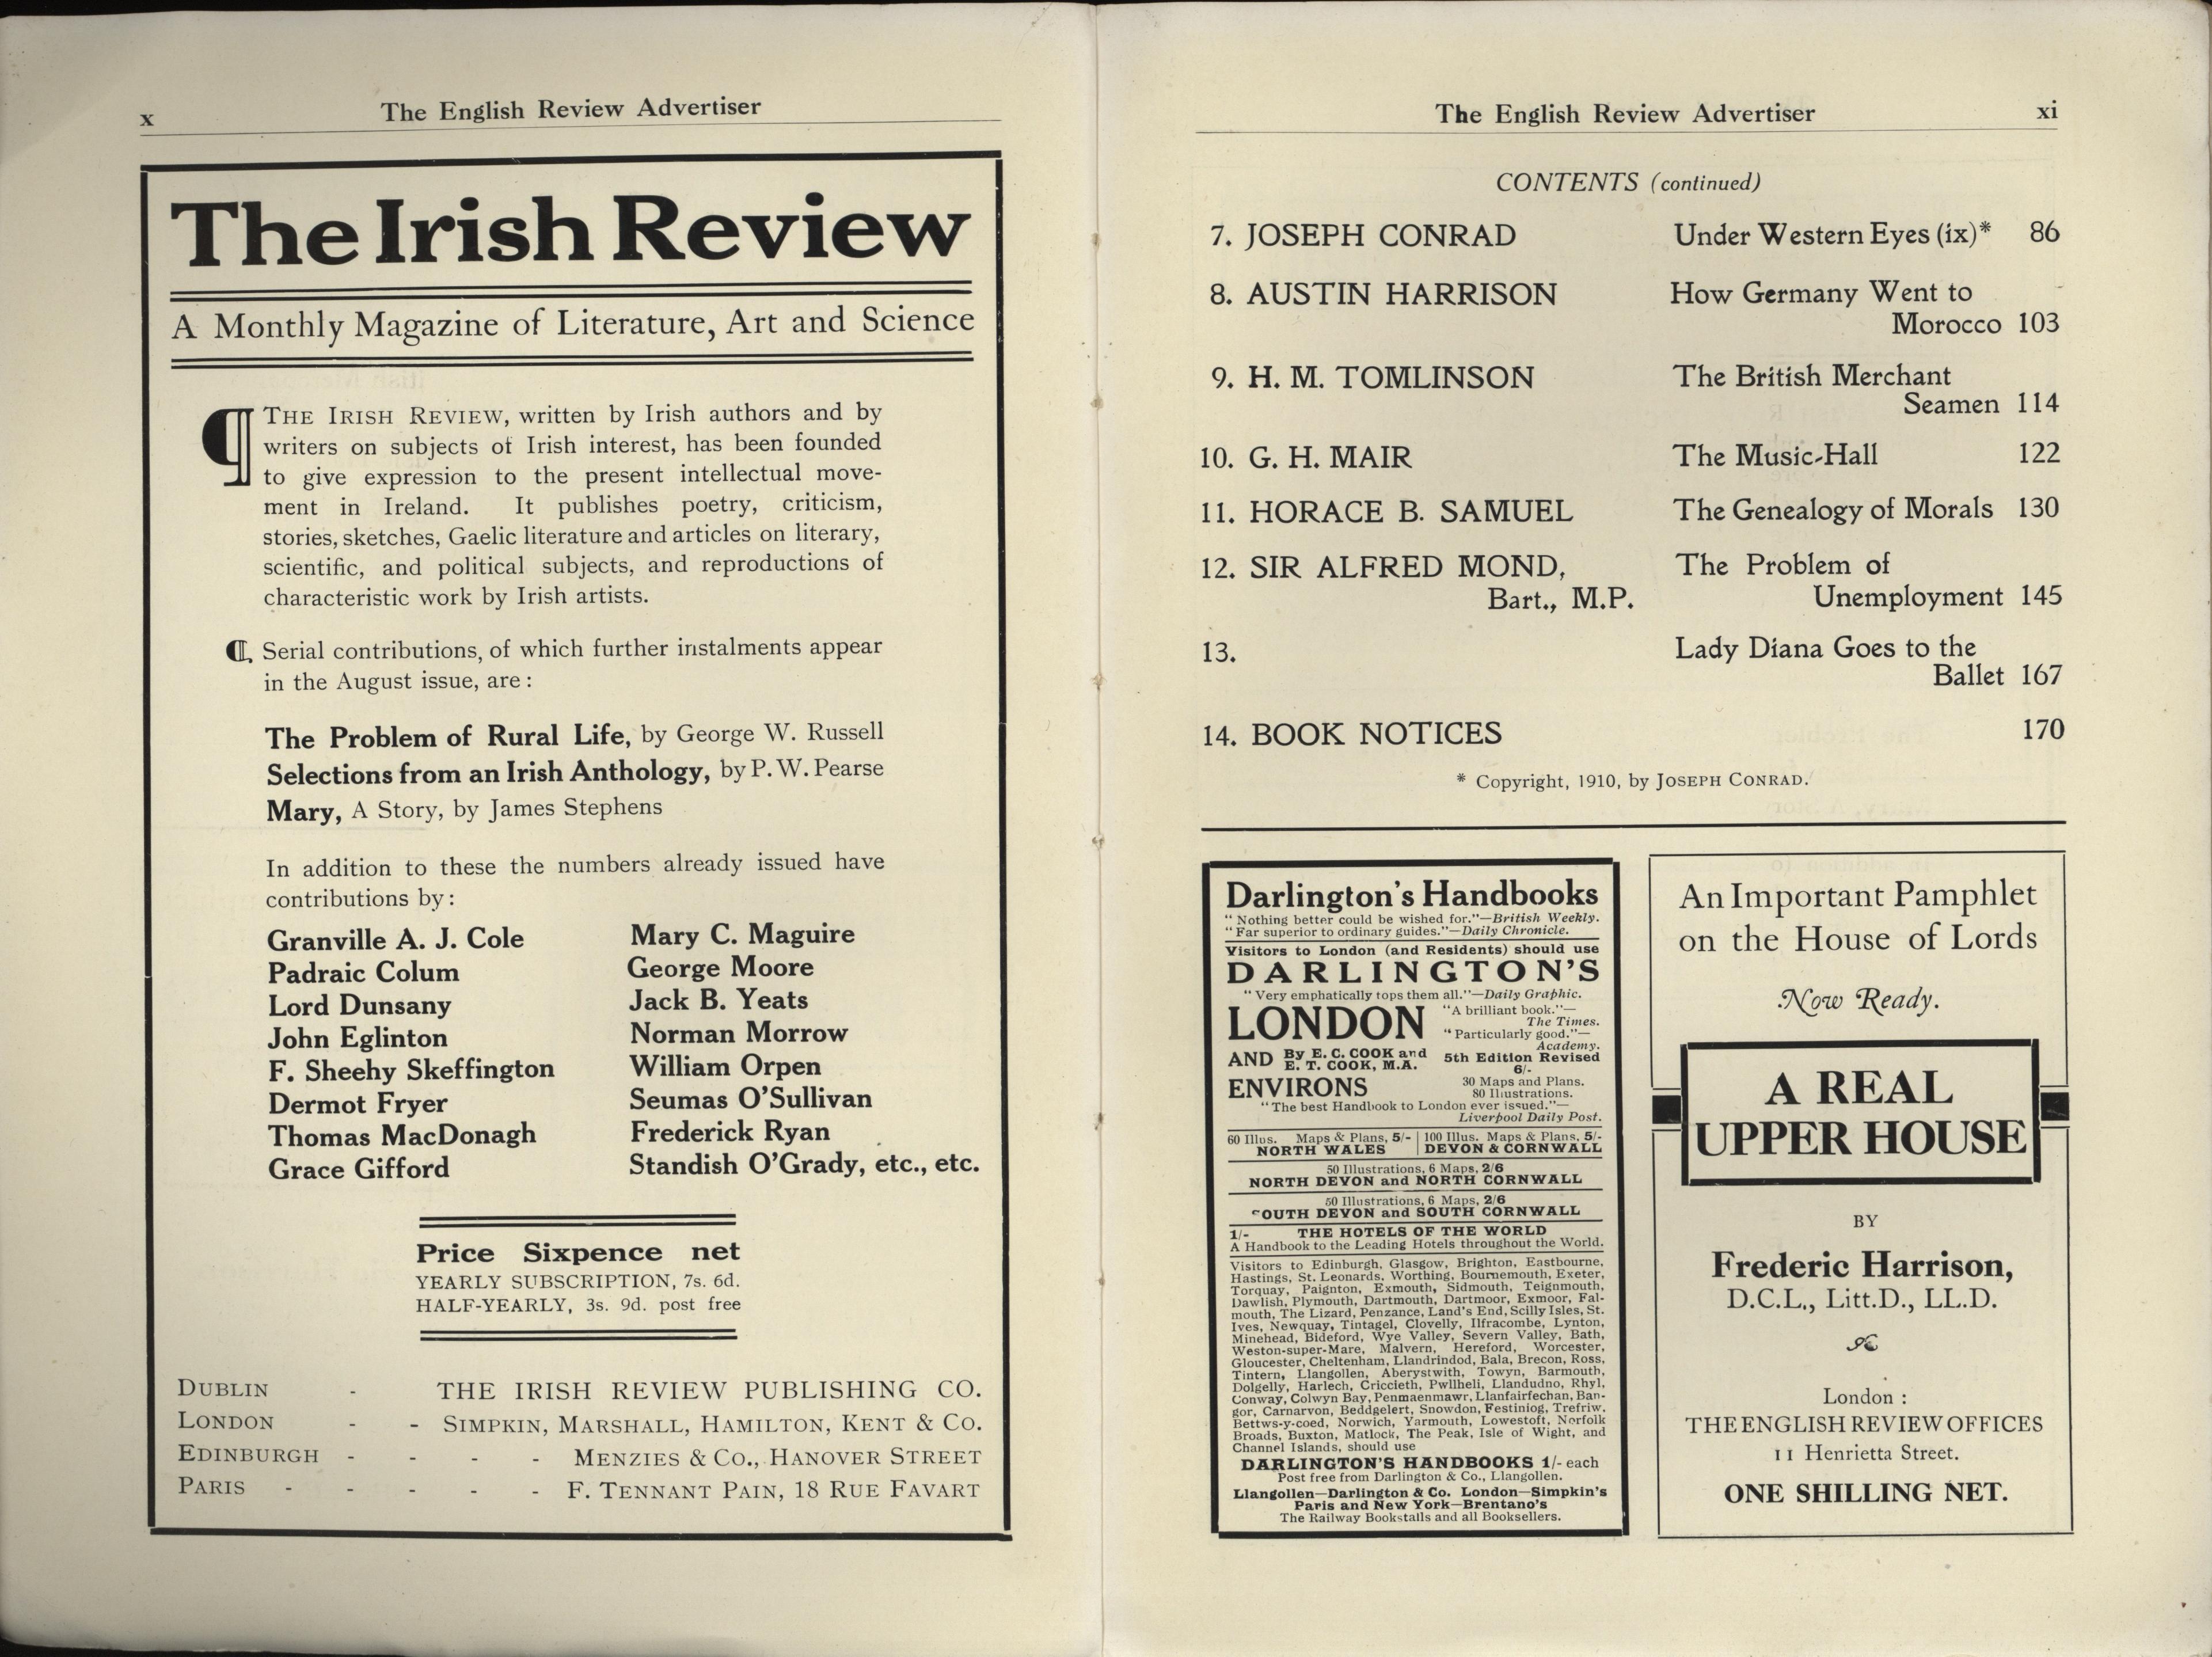 x
The English Review Advertiser
The Irish Review
A Monthly Magazine of Literature, Art and Science
¶ THE IRISH REVIEW, written by Irish authors and by
writers on subjects of Irish interest, has been founded
to give expression to the present intellectual move-
ment in Ireland. It publishes poetry, criticism,
stories, sketches, Gaelic literature and articles on literary,
scientific, and political subjects, and reproductions of
characteristic work by Irish artists.
¶ Serial contributions, of which further instalments appear
in the August issue, are :
The Problem of Rural Life, by George W. Russell
Selections from an Irish Anthology, by P. W. Pearse
Mary, A Story, by James Stephens
In addition to these the numbers already issued have
contributions by :
Granville A. J. Cole
Padraic Colum
Lord Dunsany
John Eglinton
F. Sheehy Skeffington
Dermot Fryer
Thomas MacDonagh
Grace Gifford
Mary C. Maguire
George Moore
Jack B. Yeats
Norman Morrow
William Orpen
Seumas O'Sullivan
Frederick Ryan
Standish O'Grady, etc., etc.
Price Sixpence net
YEARLY SUBSCRIPTION, 7s. 6d.
HALF-YEARLY, 3s. 9d. post free
DUBLIN - THE IRISH REVIEW PUBLISHING CO.
LONDON - - SIMPKIN, MARSHALL, HAMILTON, KENT & CO.
EDINBURGH - - - - MENZIES & CO., HANOVER STREET
PARIS - - - - - F. TENNANT PAIN, 18 RUE FAVART
The English Review Advertiser
xi
CONTENTS (continued)
7. JOSEPH CONRAD Under Western Eyes (ix)* 86
8. AUSTIN HARRISON How Germany Went to
Morocco 103
9. H. M. TOMLINSON The British Merchant
Seamen 114
10. G. H. MAIR The Music-Hall 122
11. HORACE B. SAMUEL The Genealogy of Morals 130
12. SIR ALFRED MOND, The Problem of
Bart., M.P. Unemployment 145
13. Lady Diana Goes to the
Ballet 167
14. BOOK NOTICES 170
* Copyright, 1910, by JOSEPH CONRAD.
Darlington's Handbooks
"Nothing better could be wished for."—British Weekly.
"Far superior to ordinary guides."—Daily Chronicle.
Visitors to London (and Residents) should use
DARLINGTON'S
"Very emphatically tops them all."—Daily Graphic.
LONDON
"A brilliant book."—
The Times.
"Particularly good."—
Academy.
AND By E. C. COOK and
E. T. COOK, M.A.
5th Edition Revised
6/-
ENVIRONS
30 Maps and Plans.
80 Illustrations.
"The best Handbook to London ever issued."—
Liverpool Daily Post.
60 Illus. Maps & Plans, 5/-
NORTH WALES
100 Illus. Maps & Plans, 5/-
DEVON & CORNWALL
50 Illustrations, 6 Maps, 2/6
NORTH DEVON and NORTH CORNWALL
50 Illustrations, 6 Maps, 2/6
SOUTH DEVON and SOUTH CORNWALL
1/- THE HOTELS OF THE WORLD
A Handbook to the Leading Hotels throughout the World.
Visitors to Edinburgh, Glasgow, Brighton, Eastbourne,
Hastings, St. Leonards, Worthing, Bournemouth, Exeter,
Torquay, Paignton, Exmouth, Sidmouth, Teignmouth,
Dawlish, Plymouth, Dartmouth, Dartmoor, Exmoor, Fal-
mouth, The Lizard, Penzance, Land's End, Scilly Isles, St.
Ives, Newquay, Tintagel, Clovelly, Ilfracombe, Lynton,
Minehead, Bideford, Wye Valley, Severn Valley, Bath,
Weston-super-Mare, Malvern, Hereford, Worcester,
Gloucester, Cheltenham, Llandrindod, Bala, Brecon, Ross,
Tintern, Llangollen, Aberystwith, Towyn, Barmouth,
Dolgelly, Harlech, Criccieth, Pwllheli, Llandudno, Rhyl,
Conway, Colwyn Bay, Penmaenmawr, Llanfairfechan, Ban-
gor, Carnarvon, Beddgelert, Snowdon, Festiniog, Trefriw,
Bettws-y-coed, Norwich, Yarmouth, Lowestoft, Norfolk
Broads, Buxton, Matlock, The Peak, Isle of Wight, and
Channel Islands, should use
DARLINGTON'S HANDBOOKS 1/- each
Post free from Darlington & Co., Llangollen.
Llangollen—Darlington & Co. London—Simpkin's
Paris and New York—Brentano's
The Railway Bookstalls and all Booksellers.
An Important Pamphlet
on the House of Lords
Now Ready.
A REAL
UPPER HOUSE
BY
Frederic Harrison,
D.C.L., Litt.D., LL.D.
London :
THE ENGLISH REVIEW OFFICES
11 Henrietta Street.
ONE SHILLING NET.